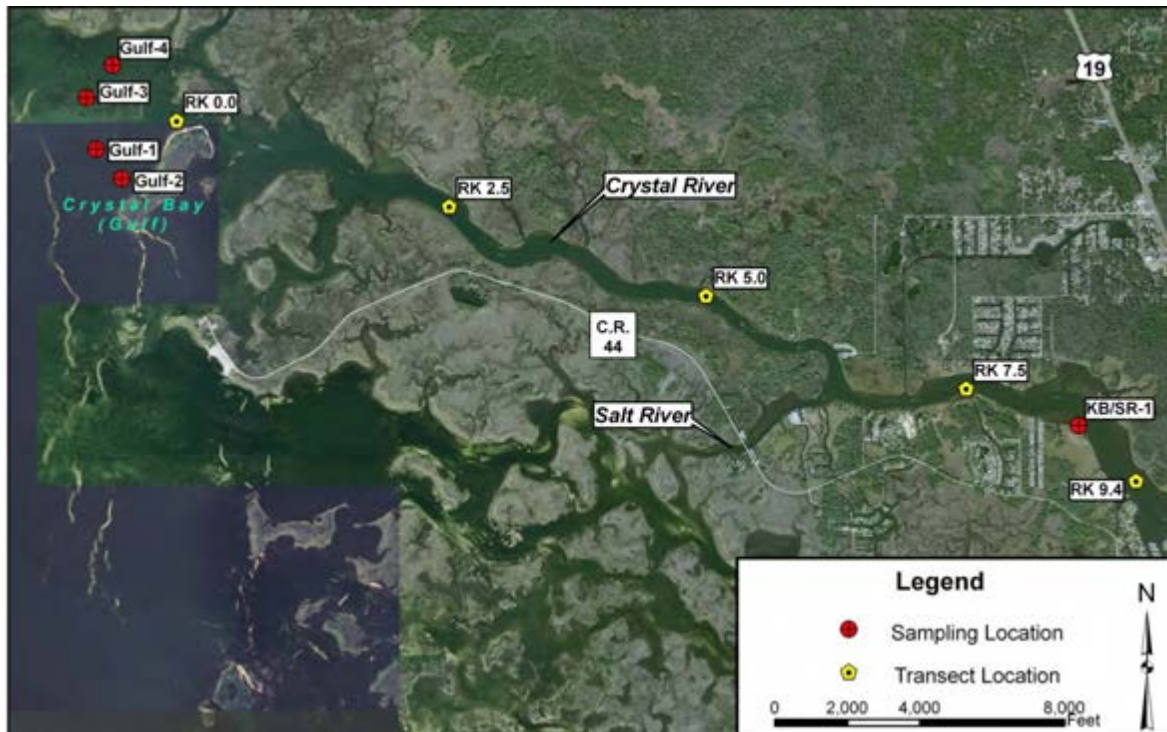 Gulf-4
Gulf-3
RK 0.0
Gulf-1
Gulf-2
Crystal Bay
(Gulf)
19
RK 2.5
Crystal River
RK 5.0
C.R.
44
RK 7.5
Salt River
KB/SR-1
RK 9.4
Legend
N
Sampling Location
Transect Location
0 2,000 4,000 8,000
Feet